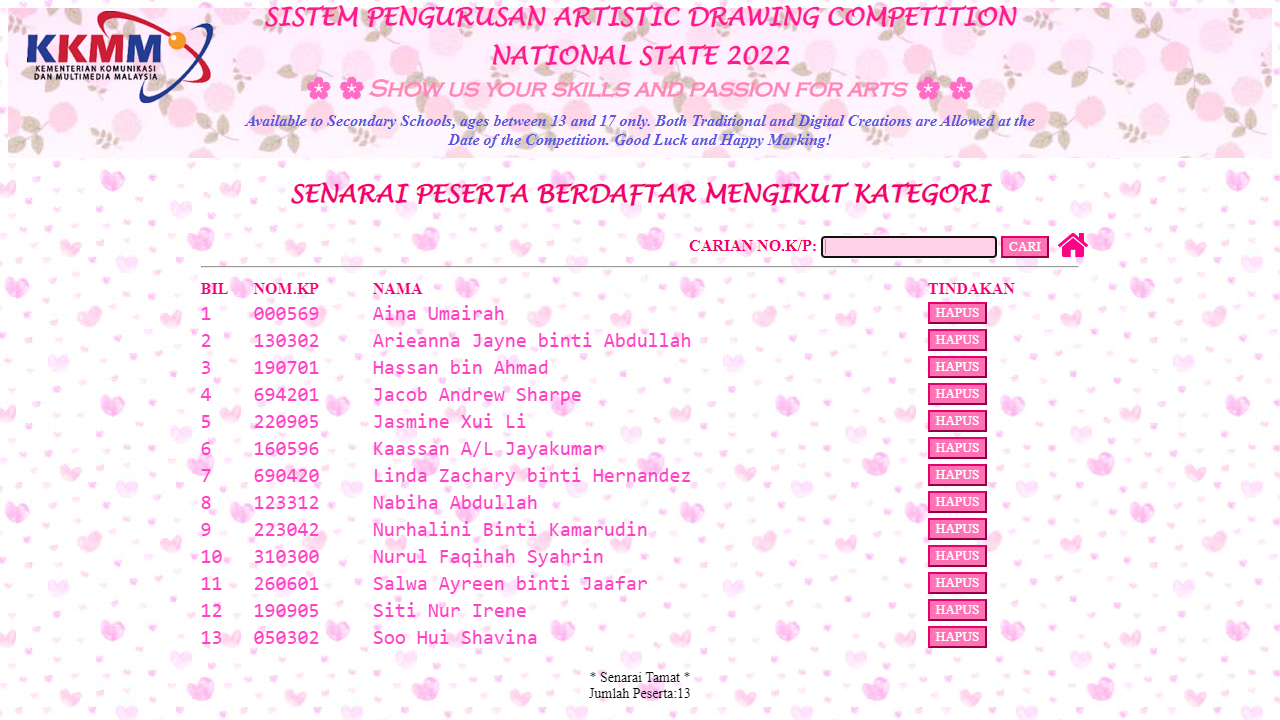 SISTEM PENGURUSAN ARTISTIC DRAWING COMPETITION
NATIONAL STATE 2022
KKMM
KEMENTERIAN KOMUNIKASI
DAN MULTIMEDIA MALAYSIA
SHOW US YOUR SKILLS AND PASSION FOR ARTS
Available to Secondary Schools, ages between 13 and 17 only. Both Traditional and Digital Creations are Allowed at the
Date of the Competition. Good Luck and Happy Marking!
SENARAI PESERTA BERDAFTAR MENGIKUT KATEGORI
CARIAN NO.K/P: CARI
BIL NOM.KP NAMA TINDAKAN
1 000569 Aina Umairah HAPUS
2 130302 Arieanna Jayne binti Abdullah HAPUS
3 190701 Hassan bin Ahmad HAPUS
4 694201 Jacob Andrew Sharpe HAPUS
5 220905 Jasmine Xui Li HAPUS
6 160596 Kaassan A/L Jayakumar HAPUS
7 690420 Linda Zachary binti Hernandez HAPUS
8 123312 Nabiha Abdullah HAPUS
9 223042 Nurhalini Binti Kamarudin HAPUS
10 310300 Nurul Faqihah Syahrin HAPUS
11 260601 Salwa Ayreen binti Jaafar HAPUS
12 190905 Siti Nur Irene HAPUS
13 050302 Soo Hui Shavina HAPUS
* Senarai Tamat *
Jumlah Peserta:13